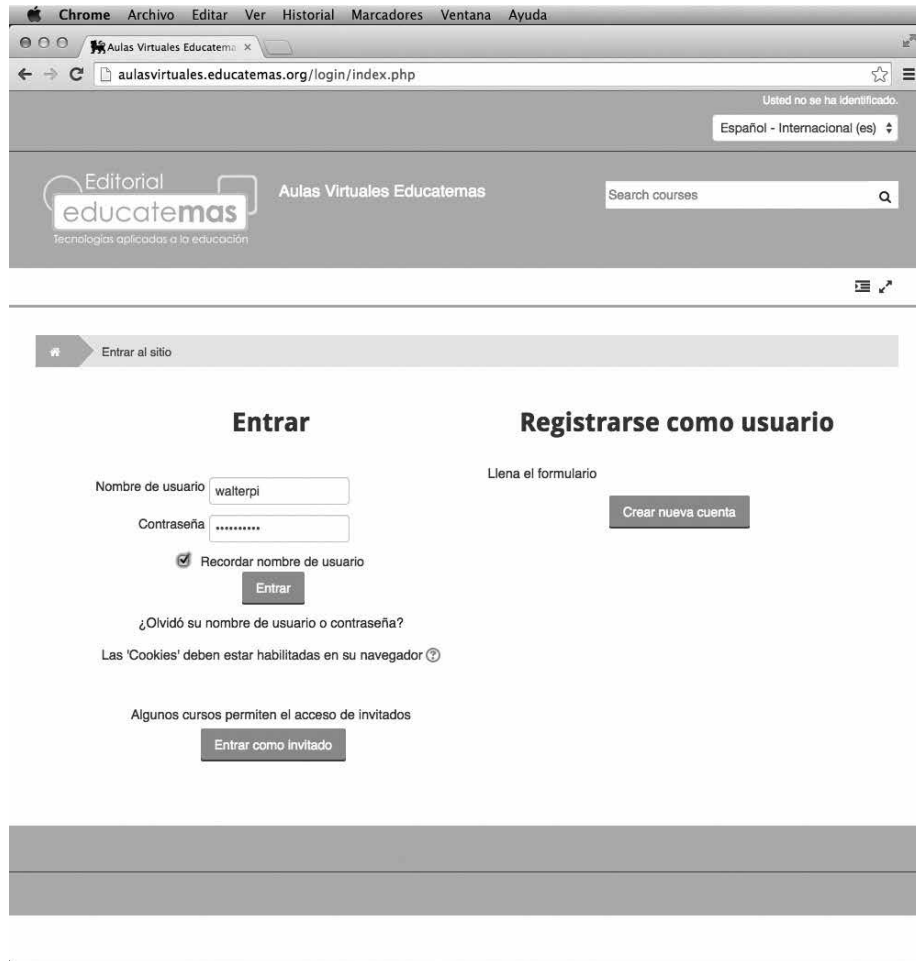 Chrome Archivo Editar Ver Historial Marcadores Ventana Ayuda
Aulas Virtuales Educatema
aulasvirtuales.educatemas.org/login/index.php
Usted no se ha identificado.
Español - Internacional (es)
Editorial
educatemas
Tecnologías aplicadas a la educación
Aulas Virtuales Educatemas
Search courses
Entrar al sitio
Entrar
Nombre de usuario walterpi
Contraseña ••••••••••
Recordar nombre de usuario
Entrar
¿Olvidó su nombre de usuario o contraseña?
Las 'Cookies' deben estar habilitadas en su navegador ?
Algunos cursos permiten el acceso de invitados
Entrar como invitado
Registrarse como usuario
Llena el formulario
Crear nueva cuenta